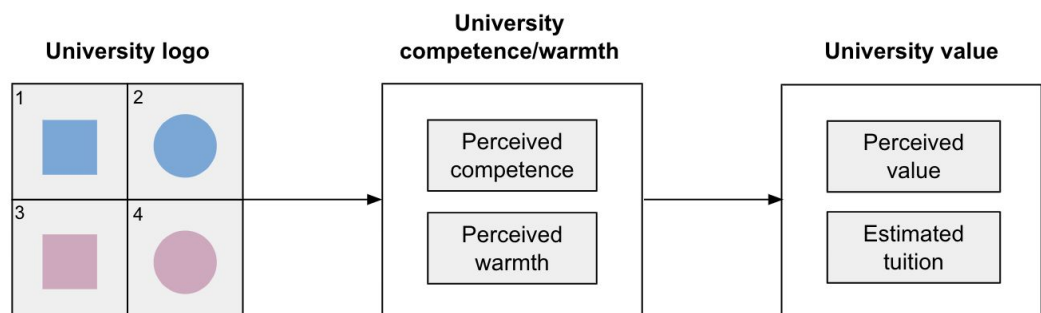 University logo
University
competence/warmth
University value
1
2
3
4
Perceived
competence
Perceived
warmth
Perceived
value
Estimated
tuition